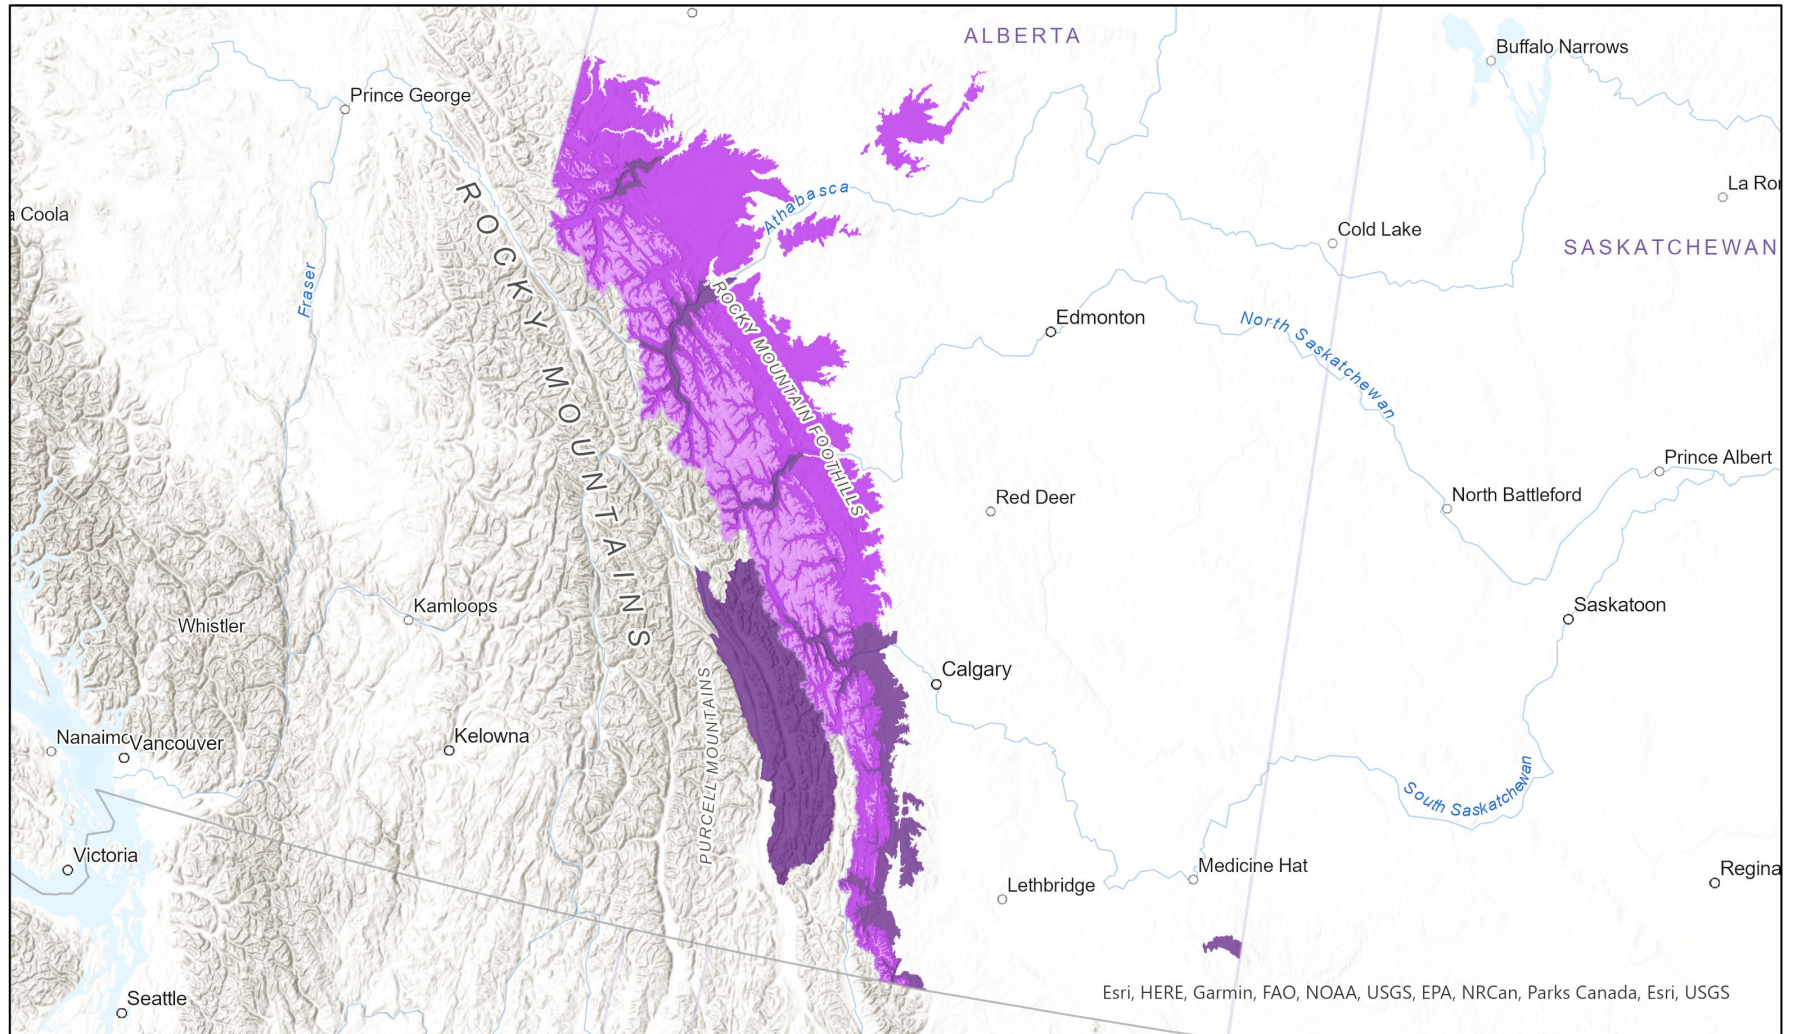 ALBERTA
Buffalo Narrows
Prince George
La Ror
a Coola
Athabasca
Cold Lake
SASKATCHEWAN
ROCKY MOUNTAINS
Fraser
ROCKY MOUNTAIN FOOTHILLS
Edmonton
North Saskatchewan
Prince Albert
Red Deer
North Battleford
Kamloops
Saskatoon
Whistler
Calgary
PURCELL MOUNTAINS
Nanaimo
Vancouver
Kelowna
South Saskatchewan
Victoria
Medicine Hat
Regina
Lethbridge
Seattle
Esri, HERE, Garmin, FAO, NOAA, USGS, EPA, NRCan, Parks Canada, Esri, USGS